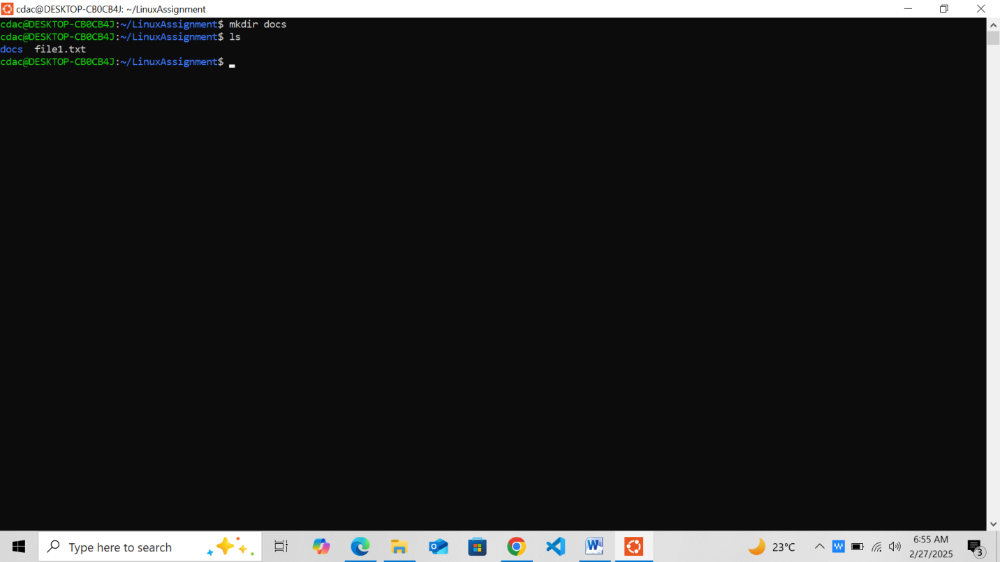 cdac@DESKTOP-CB0CB4J: ~/LinuxAssignment
cdac@DESKTOP-CB0CB4J:~/LinuxAssignment$ mkdir docs
cdac@DESKTOP-CB0CB4J:~/LinuxAssignment$ ls
docs  file1.txt
cdac@DESKTOP-CB0CB4J:~/LinuxAssignment$
Type here to search
23°C
6:55 AM
2/27/2025
3